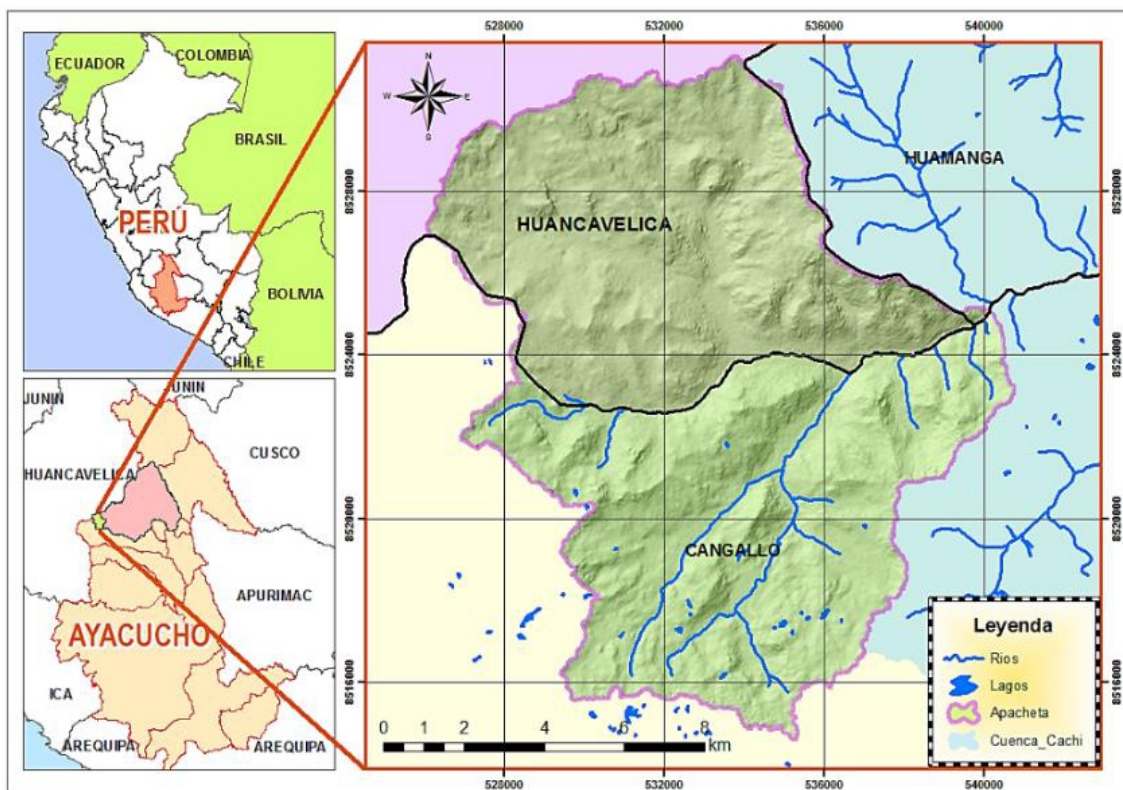 ECUADOR
COLOMBIA
BRASIL
PERÚ
BOLIVIA
CHILE
JUNIN
JUNIN
HUANCAVELICA
CUSCO
APURIMAC
AYACUCHO
ICA
AREQUIPA
AREQUIPA
528000
532000
536000
540000
N
W
E
S
HUAMANGA
HUANCAVELICA
CANGALLO
8528000
8528000
8524000
8524000
8520000
8520000
8516000
8516000
0 1 2 4 6 8
km
Leyenda
Rios
Lagos
Apacheta
Cuenca_Cachi
528000
532000
536000
540000